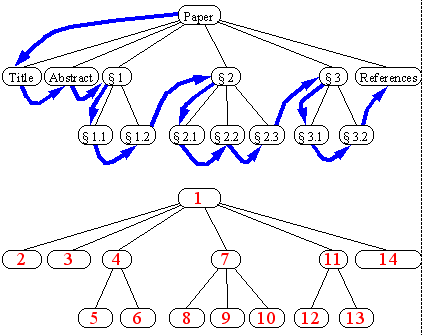 Paper
Title Abstract § 1 § 2 § 3 References
§ 1.1 § 1.2 § 2.1 § 2.2 § 2.3 § 3.1 § 3.2
1
2 3 4 7 11 14
5 6 8 9 10 12 13